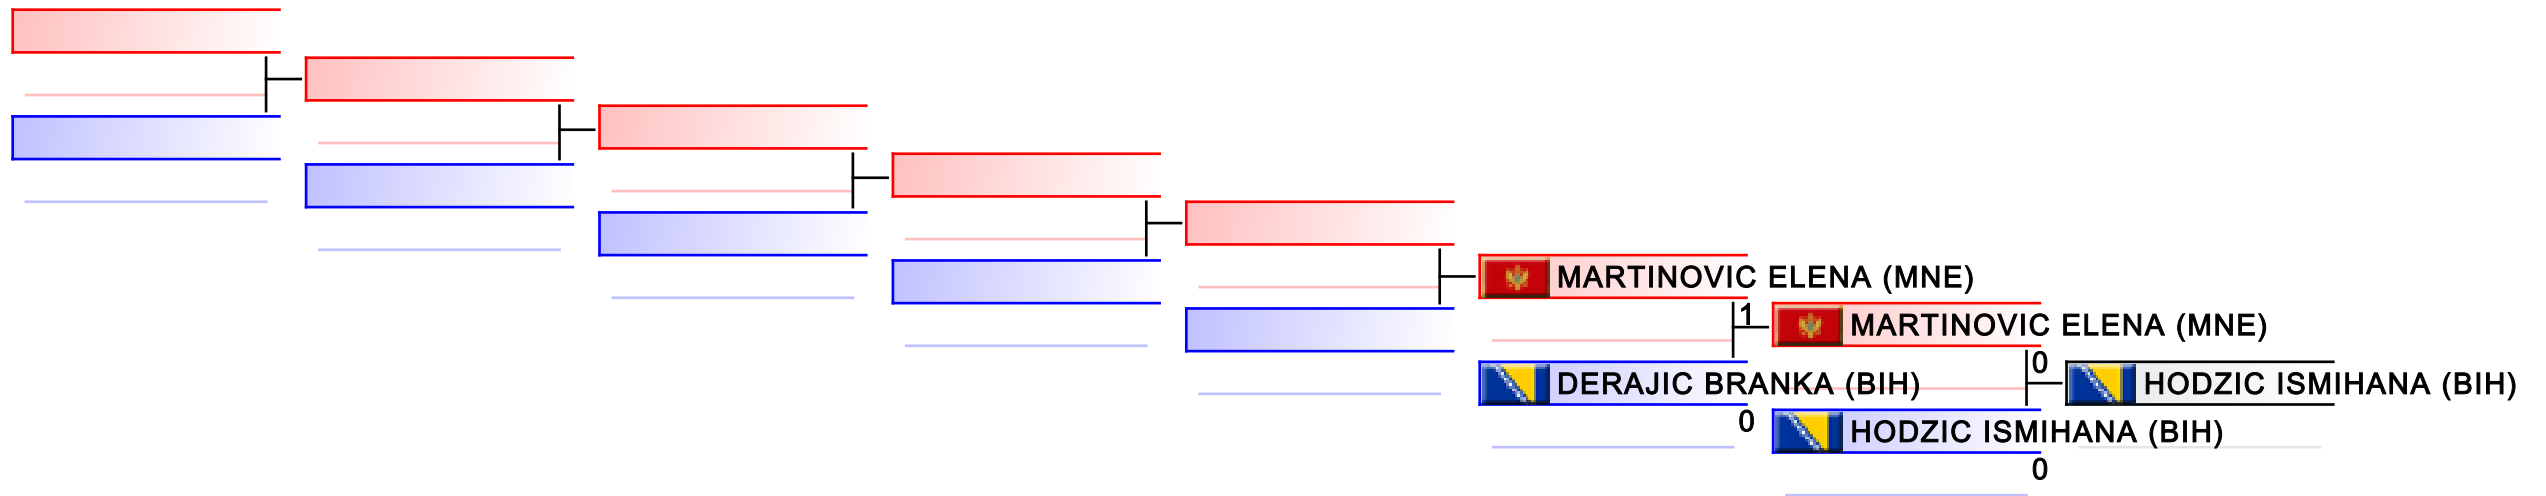 MARTINOVIC ELENA (MNE)
1
MARTINOVIC ELENA (MNE)
0
DERAJIC BRANKA (BIH)
HODZIC ISMIHANA (BIH)
0
HODZIC ISMIHANA (BIH)
0